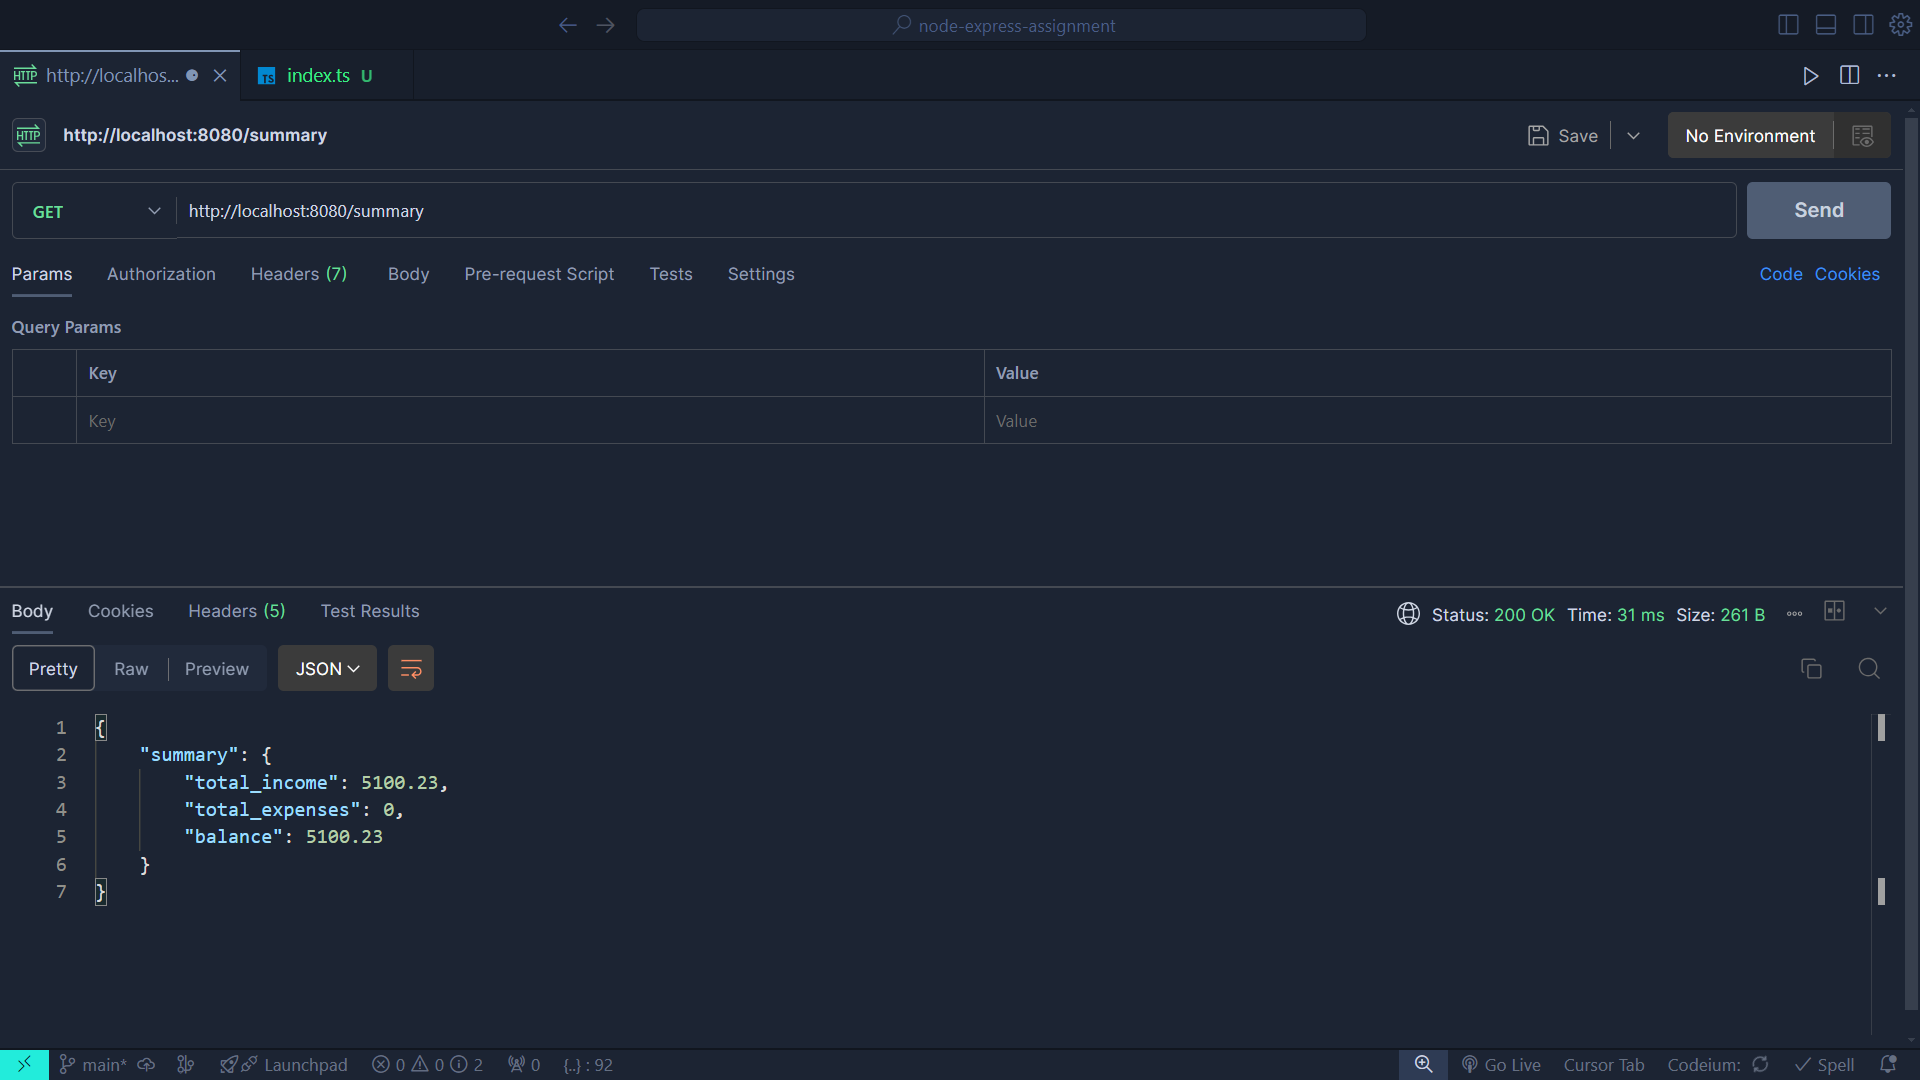 node-express-assignment
HTTP http://localhos...
TS index.ts U
HTTP http://localhost:8080/summary
Save
No Environment
GET http://localhost:8080/summary
Send
Params Authorization Headers (7) Body Pre-request Script Tests Settings
Code Cookies
Query Params
Key Value
Key Value
Body Cookies Headers (5) Test Results
Status: 200 OK Time: 31 ms Size: 261 B
Pretty Raw Preview JSON
1 {
2 "summary": {
3 "total_income": 5100.23,
4 "total_expenses": 0,
5 "balance": 5100.23
6 }
7 }
main* Launchpad 0 0 2 0 {..} : 92
Go Live Cursor Tab Codeium: Spell